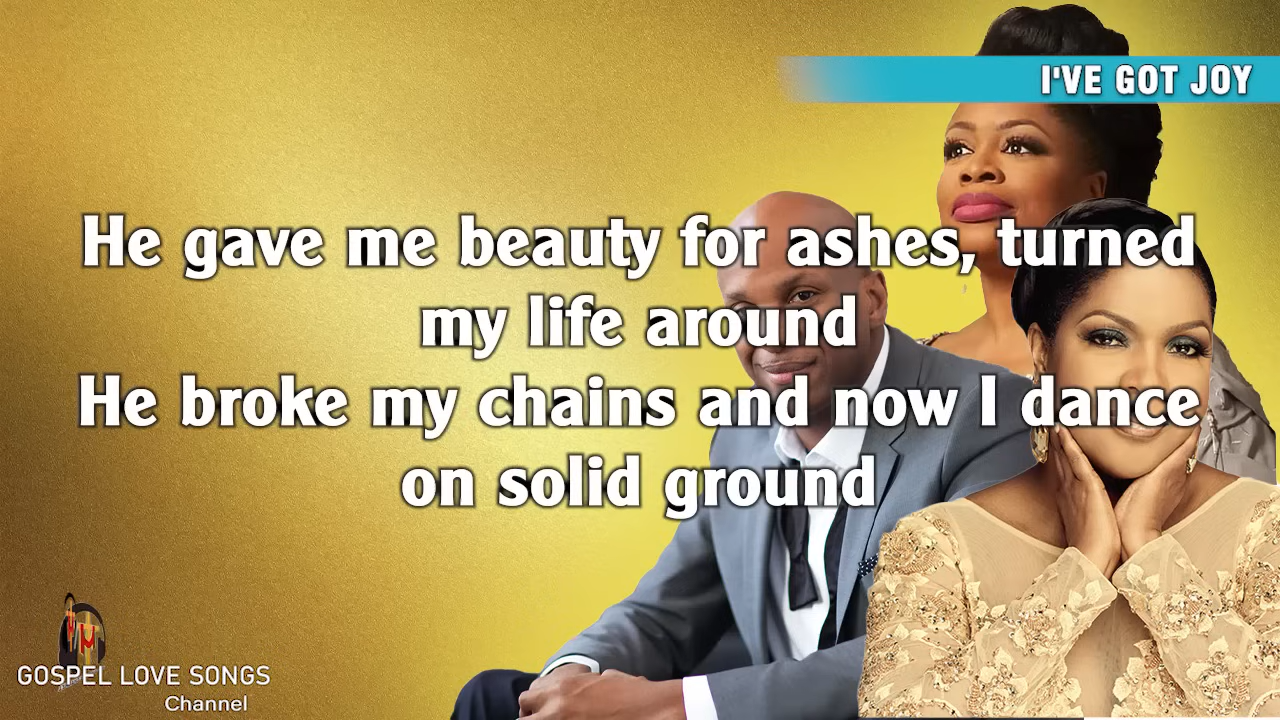 I'VE GOT JOY
He gave me beauty for ashes, turned
my life around
He broke my chains and now I dance
on solid ground
GOSPEL LOVE SONGS
Channel